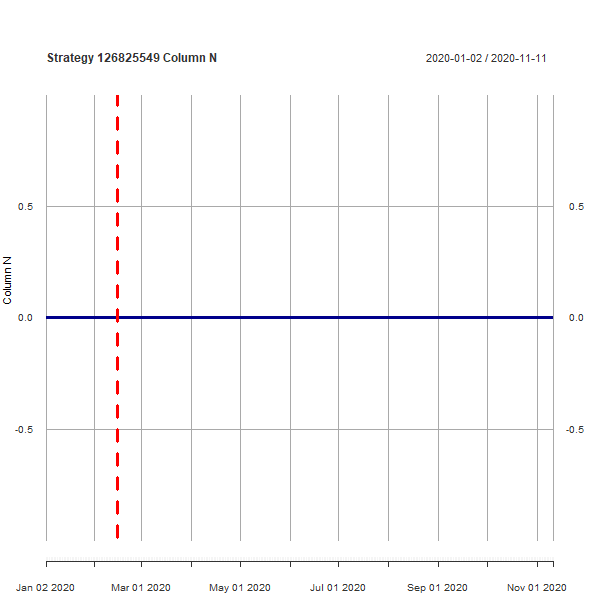 Strategy 126825549 Column N
2020-01-02 / 2020-11-11
0.5
0.5
Column N
0.0
0.0
-0.5
-0.5
Jan 02 2020
Mar 01 2020
May 01 2020
Jul 01 2020
Sep 01 2020
Nov 01 2020